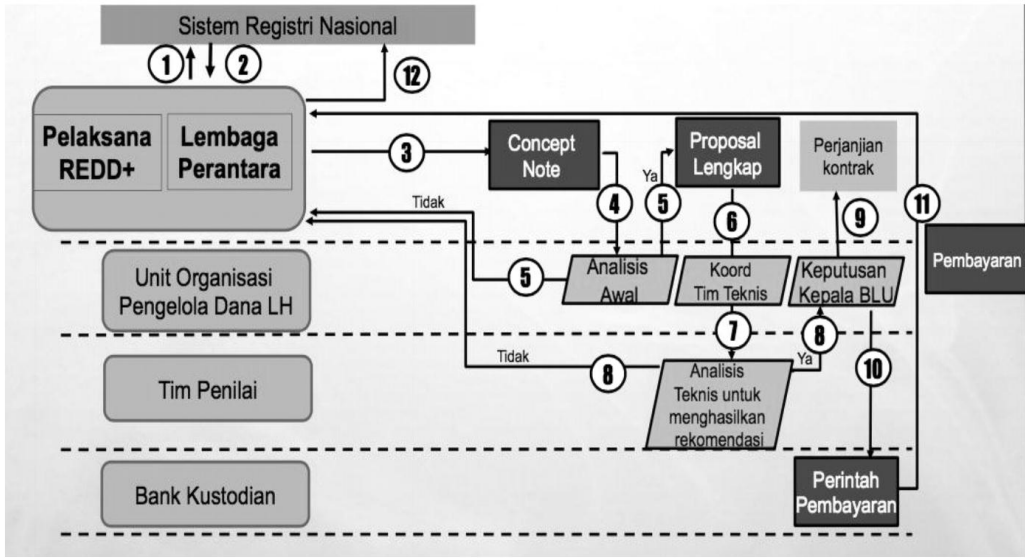 Sistem Registri Nasional
1
2
12
Pelaksana
REDD+
Lembaga
Perantara
3
Concept
Note
4
Ya
5
Proposal
Lengkap
6
Perjanjian
kontrak
9
11
Tidak
Pembayaran
Unit Organisasi
Pengelola Dana LH
5
Analisis
Awal
Koord
Tim Teknis
Keputusan
Kepala BLU
7
8
Ya
10
Tidak
8
Tim Penilai
Analisis
Teknis untuk
menghasilkan
rekomendasi
Bank Kustodian
Perintah
Pembayaran